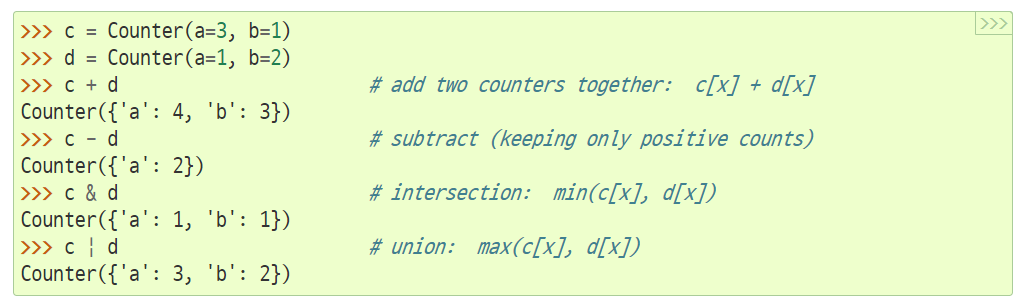 >>> c = Counter(a=3, b=1)
>>>
>>> d = Counter(a=1, b=2)
>>> c + d                       # add two counters together:  c[x] + d[x]
Counter({'a': 4, 'b': 3})
>>> c - d                       # subtract (keeping only positive counts)
Counter({'a': 2})
>>> c & d                       # intersection:  min(c[x], d[x])
Counter({'a': 1, 'b': 1})
>>> c | d                       # union:  max(c[x], d[x])
Counter({'a': 3, 'b': 2})